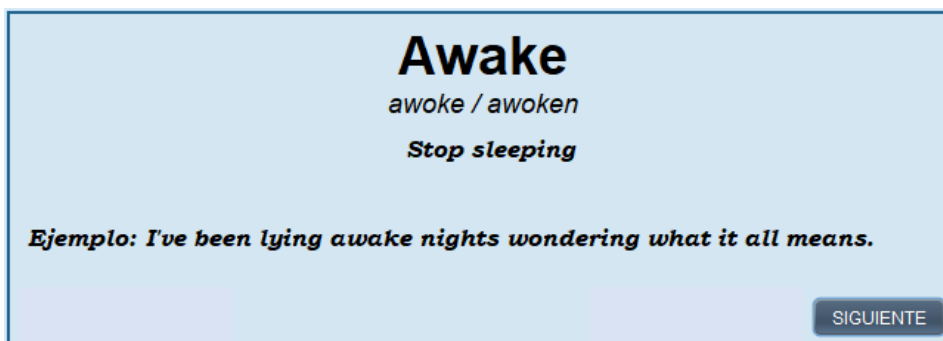 Awake
awoke / awoken
Stop sleeping
Ejemplo: I've been lying awake nights wondering what it all means.
SIGUIENTE